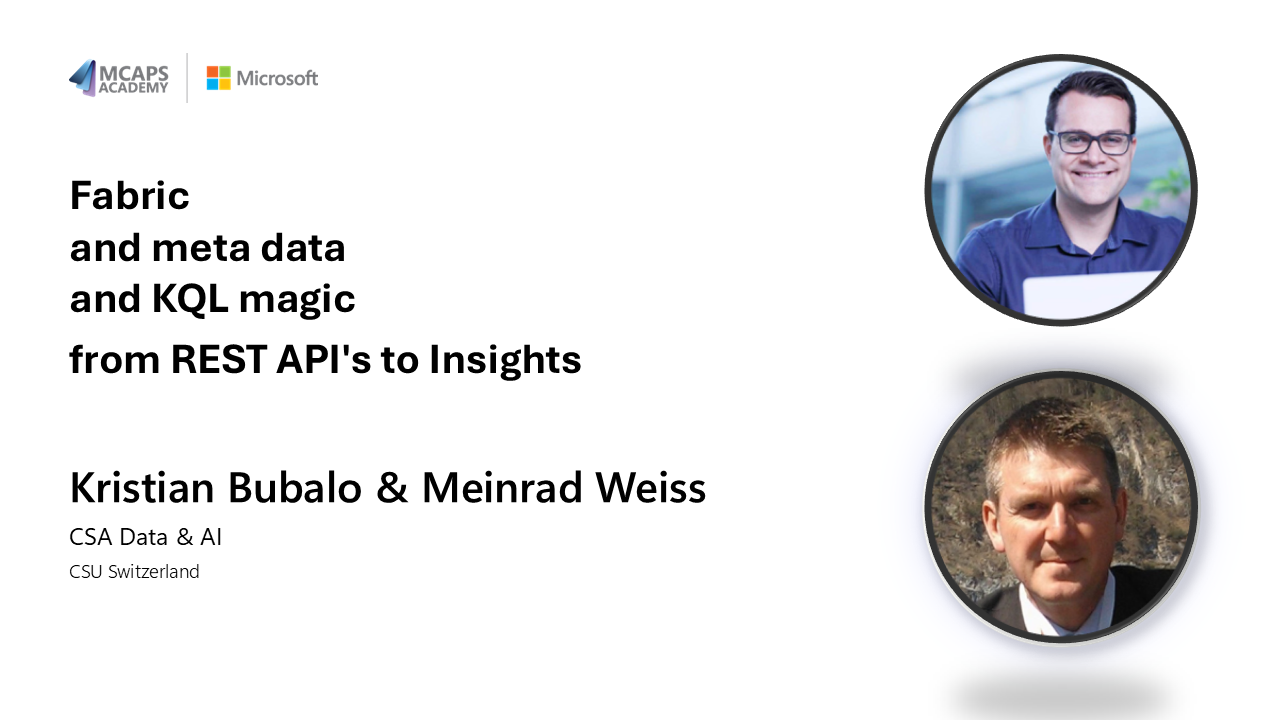 MCAPS
ACADEMY
Microsoft
Fabric
and meta data
and KQL magic
from REST API's to Insights
Kristian Bubalo & Meinrad Weiss
CSA Data & AI
CSU Switzerland